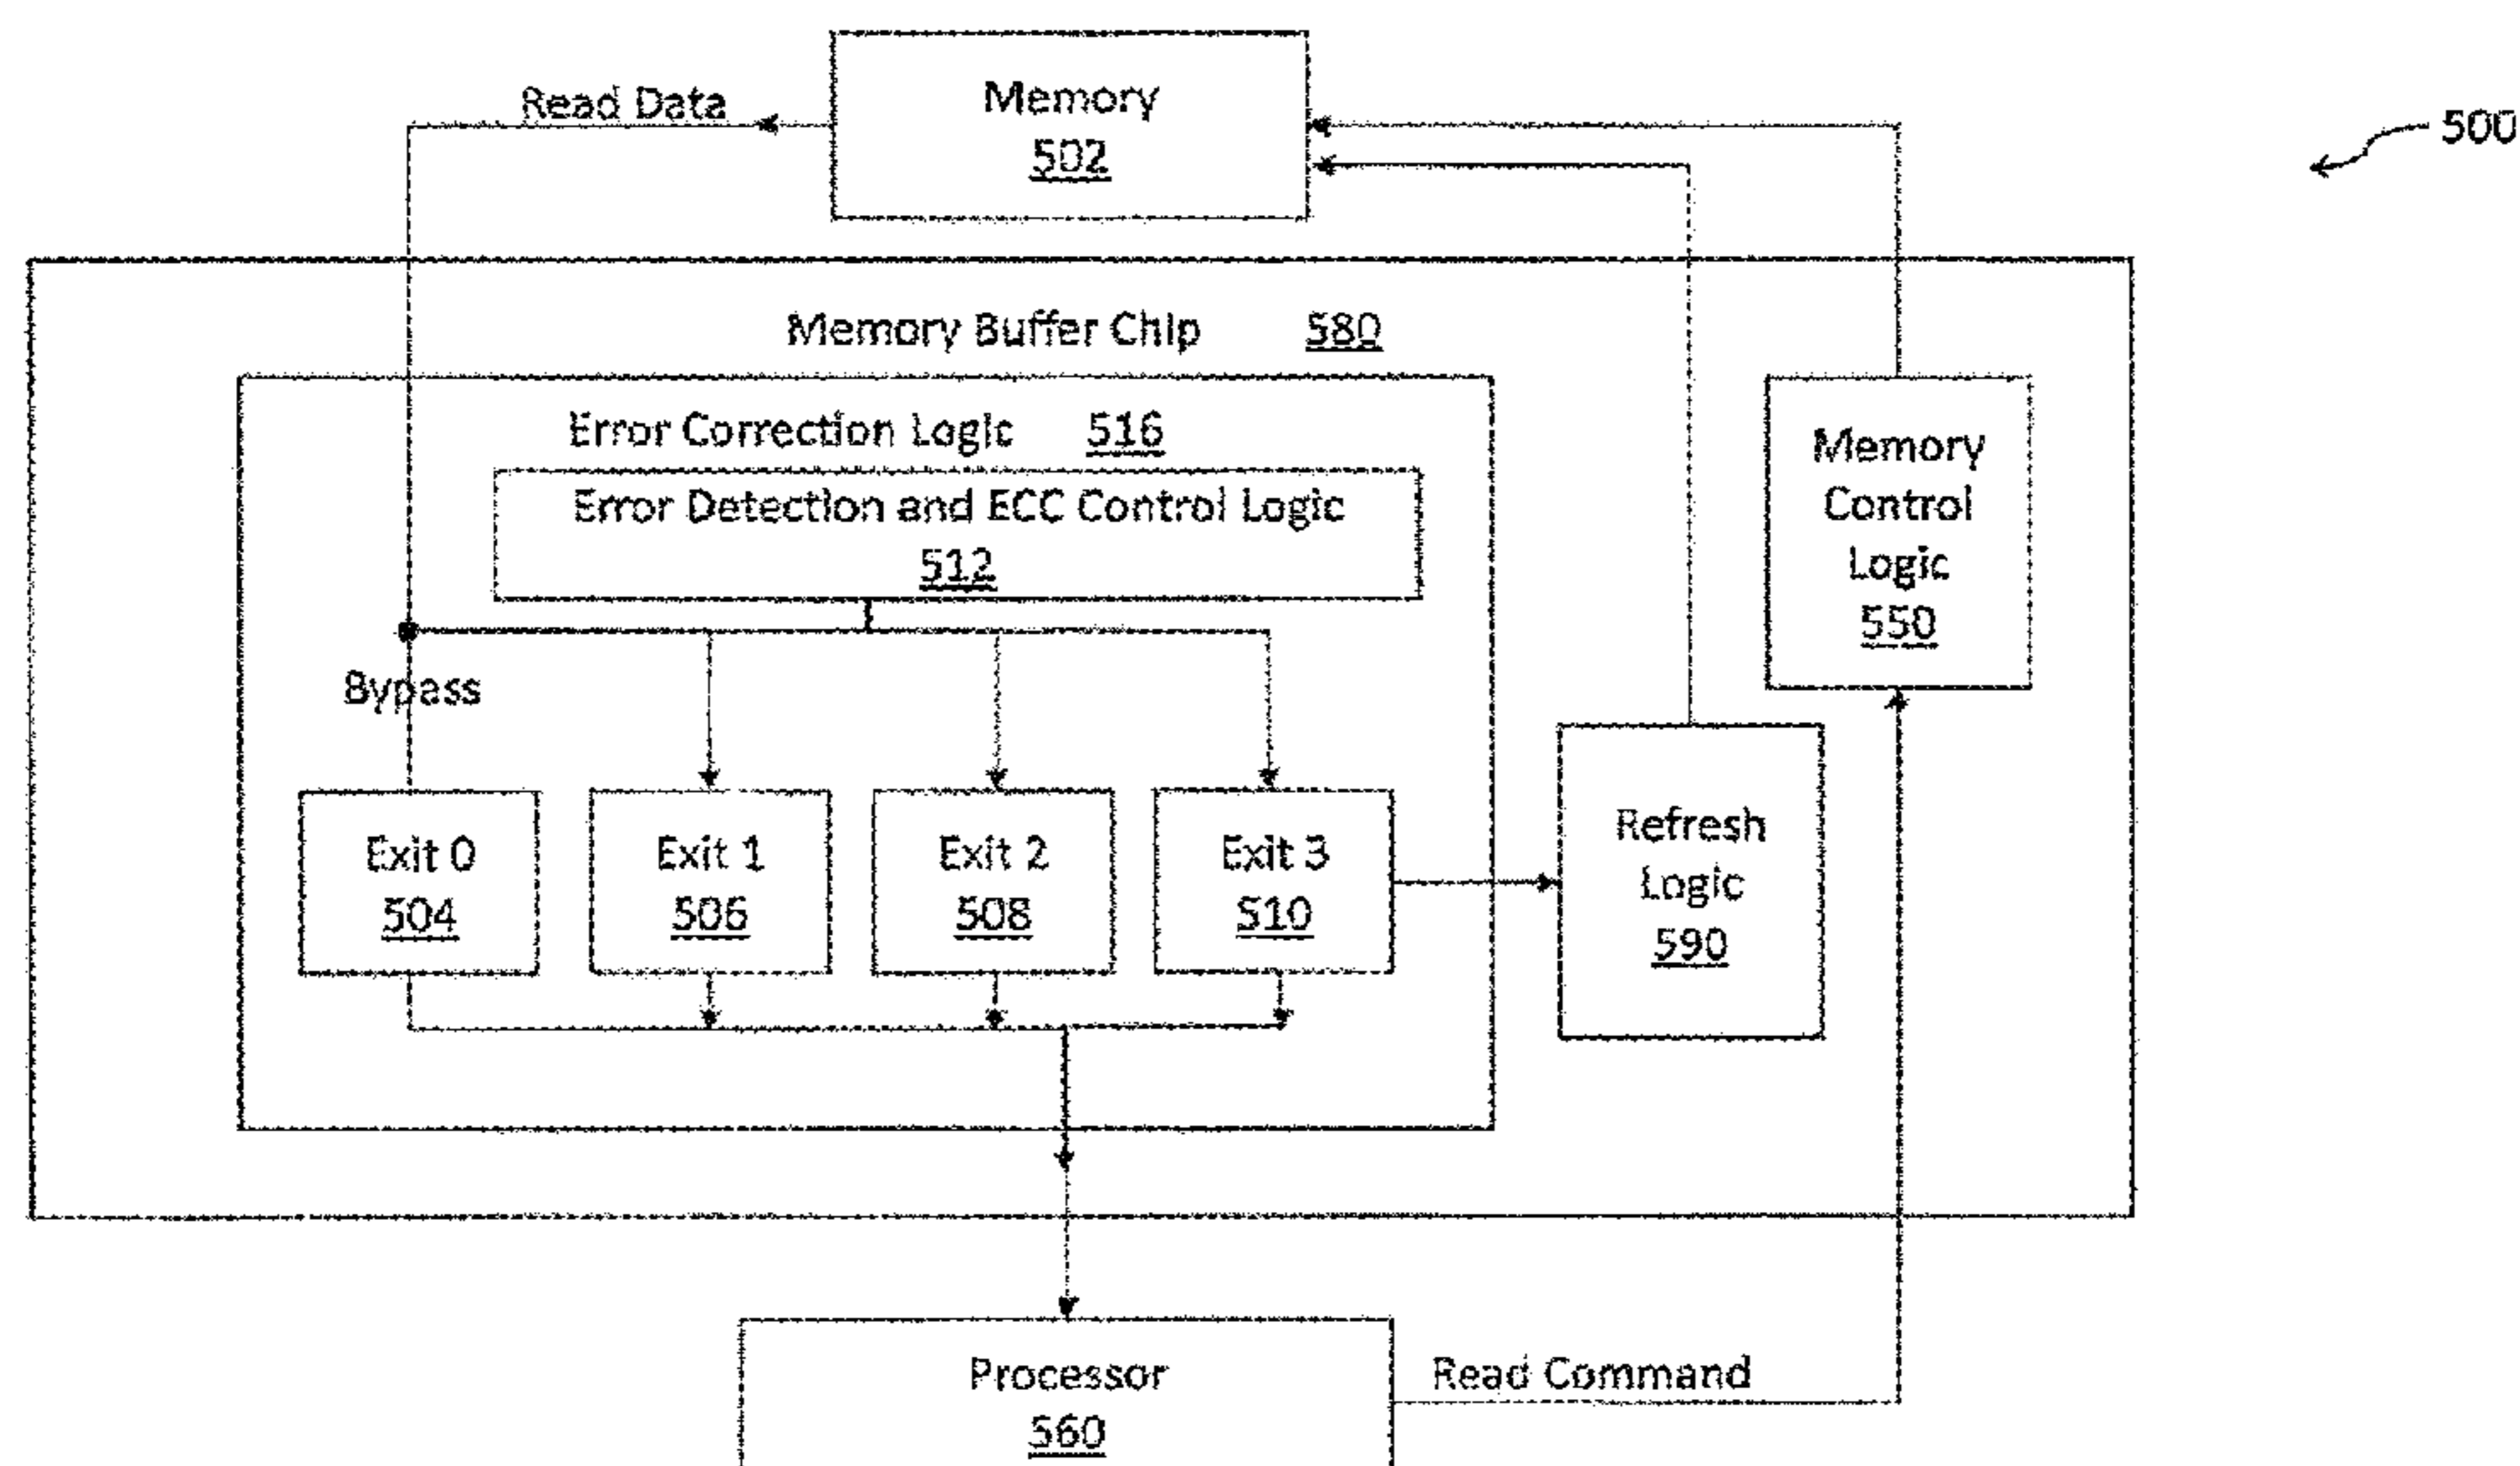 Read Data
Memory
502
500
Memory Buffer Chip 580
Error Correction Logic 516
Error Detection and ECC Control Logic
512
Memory
Control
Logic
550
Bypass
Exit 0
504
Exit 1
506
Exit 2
508
Exit 3
510
Refresh
Logic
590
Processor
560
Read Command